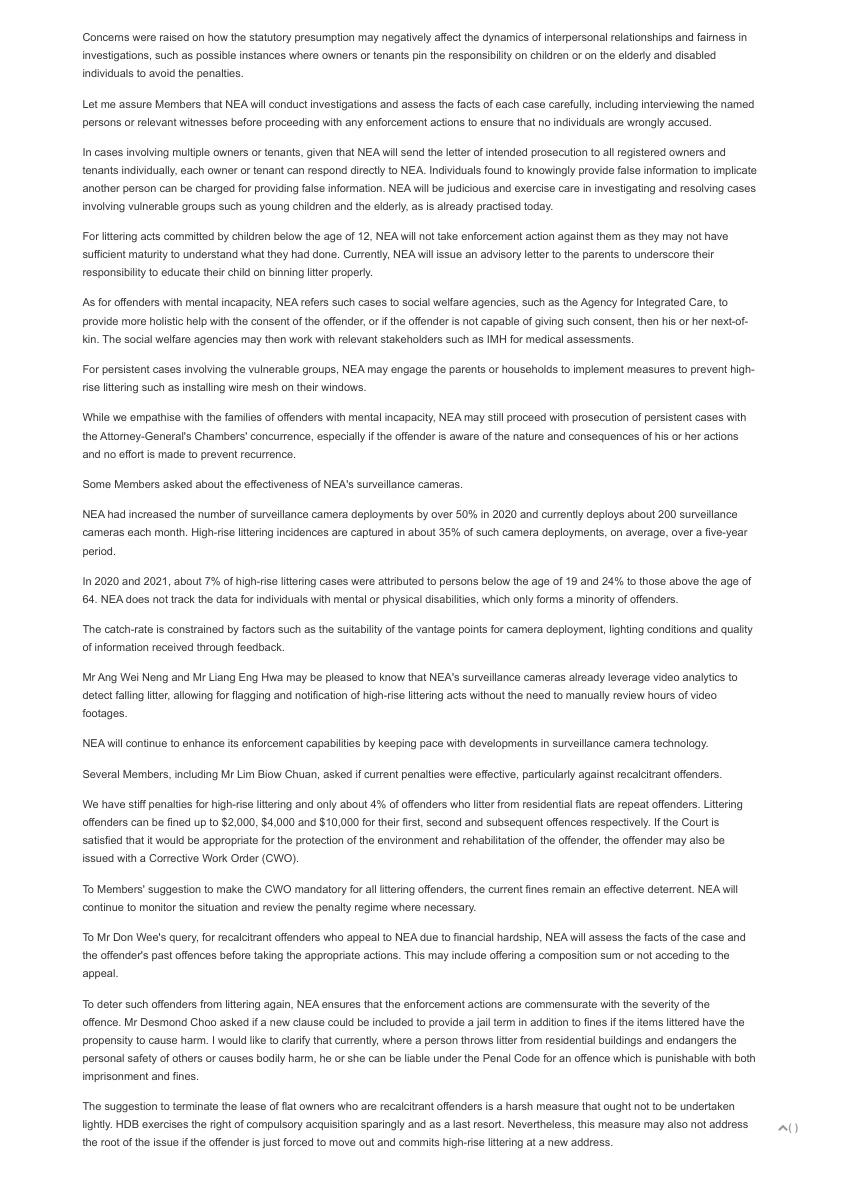 Concerns were raised on how the statutory presumption may negatively affect the dynamics of interpersonal relationships and fairness in
investigations, such as possible instances where owners or tenants pin the responsibility on children or on the elderly and disabled
individuals to avoid the penalties.
Let me assure Members that NEA will conduct investigations and assess the facts of each case carefully, including interviewing the named
persons or relevant witnesses before proceeding with any enforcement actions to ensure that no individuals are wrongly accused.
In cases involving multiple owners or tenants, given that NEA will send the letter of intended prosecution to all registered owners and
tenants individually, each owner or tenant can respond directly to NEA. Individuals found to knowingly provide false information to implicate
another person can be charged for providing false information. NEA will be judicious and exercise care in investigating and resolving cases
involving vulnerable groups such as young children and the elderly, as is already practised today.
For littering acts committed by children below the age of 12, NEA will not take enforcement action against them as they may not have
sufficient maturity to understand what they had done. Currently, NEA will issue an advisory letter to the parents to underscore their
responsibility to educate their child on binning litter properly.
As for offenders with mental incapacity, NEA refers such cases to social welfare agencies, such as the Agency for Integrated Care, to
provide more holistic help with the consent of the offender, or if the offender is not capable of giving such consent, then his or her next-of-
kin. The social welfare agencies may then work with relevant stakeholders such as IMH for medical assessments.
For persistent cases involving the vulnerable groups, NEA may engage the parents or households to implement measures to prevent high-
rise littering such as installing wire mesh on their windows.
While we empathise with the families of offenders with mental incapacity, NEA may still proceed with prosecution of persistent cases with
the Attorney-General's Chambers' concurrence, especially if the offender is aware of the nature and consequences of his or her actions
and no effort is made to prevent recurrence.
Some Members asked about the effectiveness of NEA's surveillance cameras.
NEA had increased the number of surveillance camera deployments by over 50% in 2020 and currently deploys about 200 surveillance
cameras each month. High-rise littering incidences are captured in about 35% of such camera deployments, on average, over a five-year
period.
In 2020 and 2021, about 7% of high-rise littering cases were attributed to persons below the age of 19 and 24% to those above the age of
64. NEA does not track the data for individuals with mental or physical disabilities, which only forms a minority of offenders.
The catch-rate is constrained by factors such as the suitability of the vantage points for camera deployment, lighting conditions and quality
of information received through feedback.
Mr Ang Wei Neng and Mr Liang Eng Hwa may be pleased to know that NEA's surveillance cameras already leverage video analytics to
detect falling litter, allowing for flagging and notification of high-rise littering acts without the need to manually review hours of video
footages.
NEA will continue to enhance its enforcement capabilities by keeping pace with developments in surveillance camera technology.
Several Members, including Mr Lim Biow Chuan, asked if current penalties were effective, particularly against recalcitrant offenders.
We have stiff penalties for high-rise littering and only about 4% of offenders who litter from residential flats are repeat offenders. Littering
offenders can be fined up to $2,000, $4,000 and $10,000 for their first, second and subsequent offences respectively. If the Court is
satisfied that it would be appropriate for the protection of the environment and rehabilitation of the offender, the offender may also be
issued with a Corrective Work Order (CWO).
To Members' suggestion to make the CWO mandatory for all littering offenders, the current fines remain an effective deterrent. NEA will
continue to monitor the situation and review the penalty regime where necessary.
To Mr Don Wee's query, for recalcitrant offenders who appeal to NEA due to financial hardship, NEA will assess the facts of the case and
the offender's past offences before taking the appropriate actions. This may include offering a composition sum or not acceding to the
appeal.
To deter such offenders from littering again, NEA ensures that the enforcement actions are commensurate with the severity of the
offence. Mr Desmond Choo asked if a new clause could be included to provide a jail term in addition to fines if the items littered have the
propensity to cause harm. I would like to clarify that currently, where a person throws litter from residential buildings and endangers the
personal safety of others or causes bodily harm, he or she can be liable under the Penal Code for an offence which is punishable with both
imprisonment and fines.
The suggestion to terminate the lease of flat owners who are recalcitrant offenders is a harsh measure that ought not to be undertaken
lightly. HDB exercises the right of compulsory acquisition sparingly and as a last resort. Nevertheless, this measure may also not address
the root of the issue if the offender is just forced to move out and commits high-rise littering at a new address.
( )